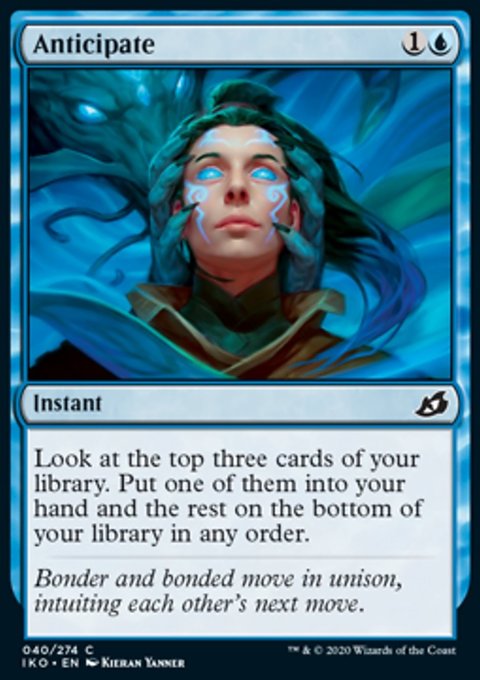 Anticipate 1
Instant
Look at the top three cards of your
library. Put one of them into your
hand and the rest on the bottom of
your library in any order.
Bonder and bonded move in unison,
intuiting each other's next move.
040/274 C
IKO • EN Kieran Yanner
™ & © 2020 Wizards of the Coast